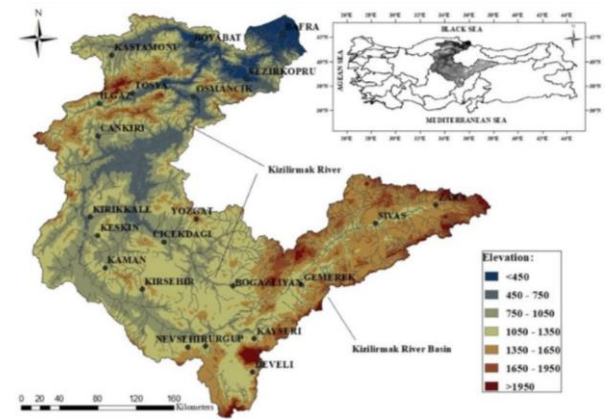 N
BAFRA
BOYABAT
KASTAMONU
VEZIRKOPRU
TOSYA
OSMANCIK
ILGAZ
CANKIRI
Kizilirmak River
ZARA
KIRIKKALE
YOZGAT
SIVAS
KESKIN
CICEKDAGI
KAMAN
BOGAZLIYAN
GEMEREK
KIRSEHIR
KAYSERI
NEVSEHIR
URGUP
Kizilirmak River Basin
DEVELI
0 20 40 80 120 160
Kilometers
BLACK SEA
AGEAN SEA
MEDITERRANEAN SEA
Elevation:
<450
450 - 750
750 - 1050
1050 - 1350
1350 - 1650
1650 - 1950
>1950